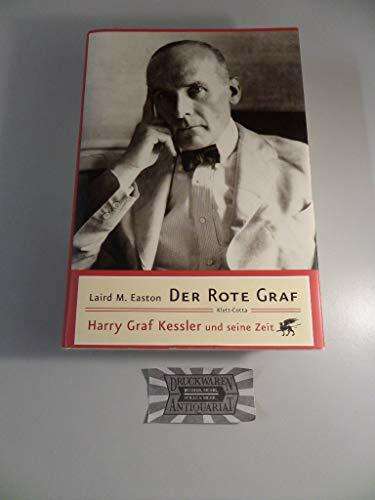 Laird M. Easton DER ROTE GRAF
Klett-Cotta
Harry Graf Kessler und seine Zeit
DRUCKWAREN
ANTIQUARIAT